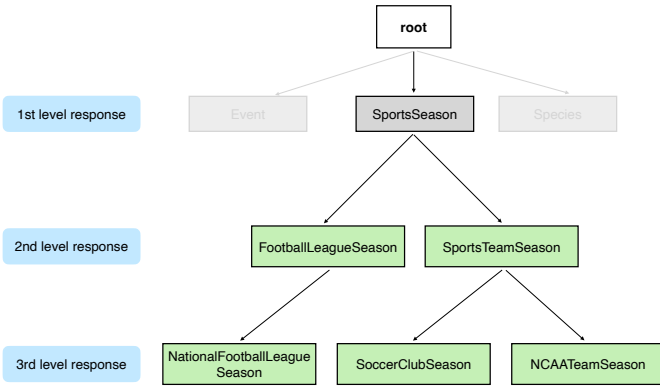 root
1st level response
Event
SportsSeason
Species
2nd level response
FootballLeagueSeason
SportsTeamSeason
3rd level response
NationalFootballLeague
Season
SoccerClubSeason
NCAATeamSeason